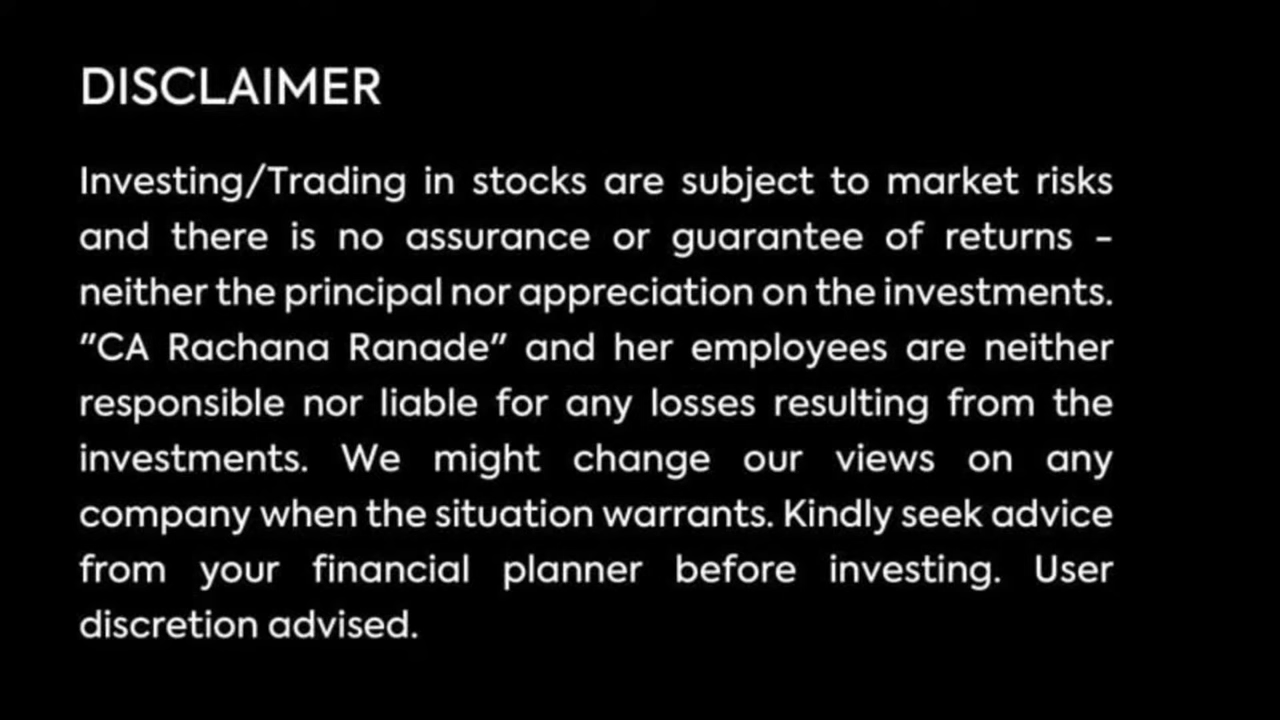 DISCLAIMER
Investing/Trading in stocks are subject to market risks
and there is no assurance or guarantee of returns -
neither the principal nor appreciation on the investments.
"CA Rachana Ranade" and her employees are neither
responsible nor liable for any losses resulting from the
investments. We might change our views on any
company when the situation warrants. Kindly seek advice
from your financial planner before investing. User
discretion advised.